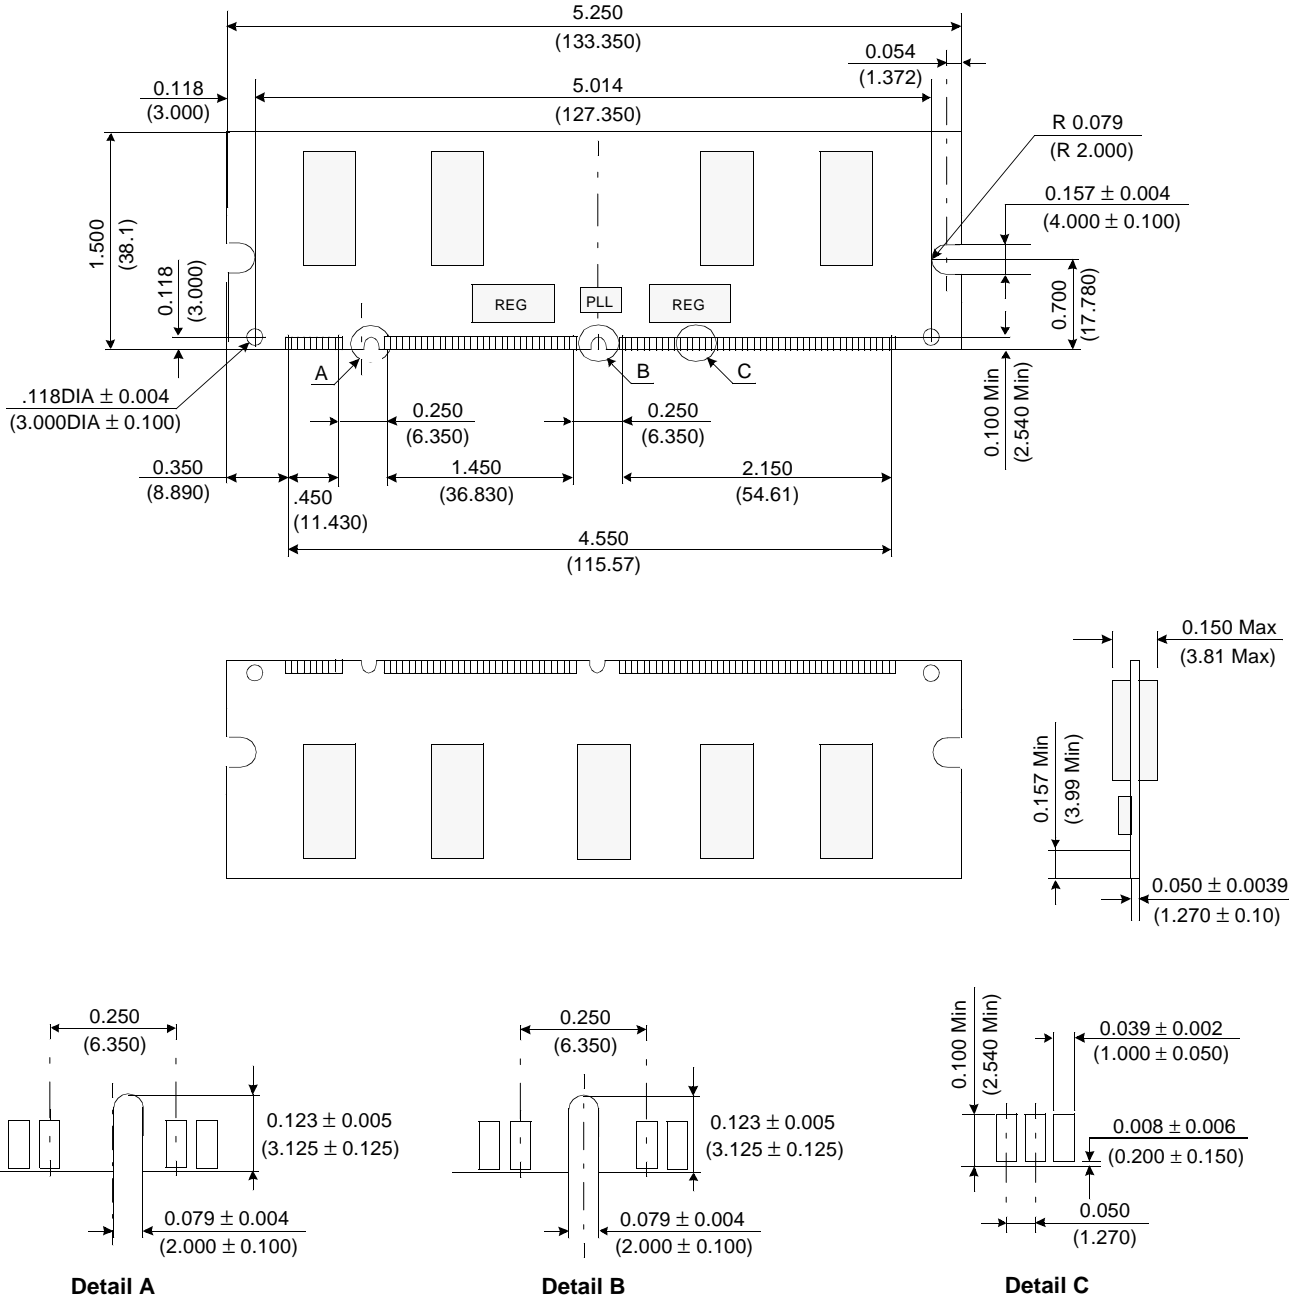 5.250
(133.350)
0.054
(1.372)
0.118
(3.000)
5.014
(127.350)
R 0.079
(R 2.000)
0.157 ± 0.004
(4.000 ± 0.100)
1.500
(38.1)
0.118
(3.000)
REG
PLL
REG
0.700
(17.780)
A
B
C
.118DIA ± 0.004
(3.000DIA ± 0.100)
0.250
(6.350)
0.250
(6.350)
0.100 Min
(2.540 Min)
0.350
(8.890)
.450
(11.430)
1.450
(36.830)
2.150
(54.61)
4.550
(115.57)
0.150 Max
(3.81 Max)
0.157 Min
(3.99 Min)
0.050 ± 0.0039
(1.270 ± 0.10)
0.250
(6.350)
0.123 ± 0.005
(3.125 ± 0.125)
0.079 ± 0.004
(2.000 ± 0.100)
Detail A
0.250
(6.350)
0.123 ± 0.005
(3.125 ± 0.125)
0.079 ± 0.004
(2.000 ± 0.100)
Detail B
0.100 Min
(2.540 Min)
0.039 ± 0.002
(1.000 ± 0.050)
0.008 ± 0.006
(0.200 ± 0.150)
0.050
(1.270)
Detail C